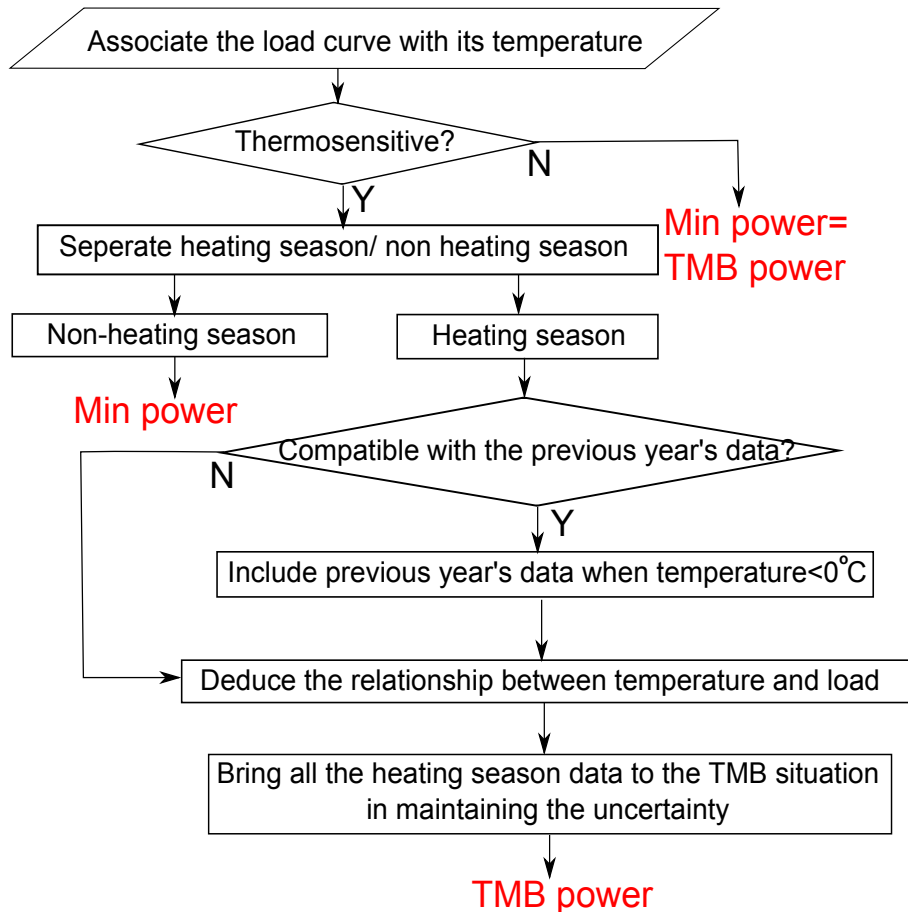 Associate the load curve with its temperature
Thermosensitive?
N
Y
Min power=
TMB power
Seperate heating season/ non heating season
Non-heating season
Heating season
Min power
Compatible with the previous year's data?
N
Y
Include previous year's data when temperature<0°C
Deduce the relationship between temperature and load
Bring all the heating season data to the TMB situation
in maintaining the uncertainty
TMB power